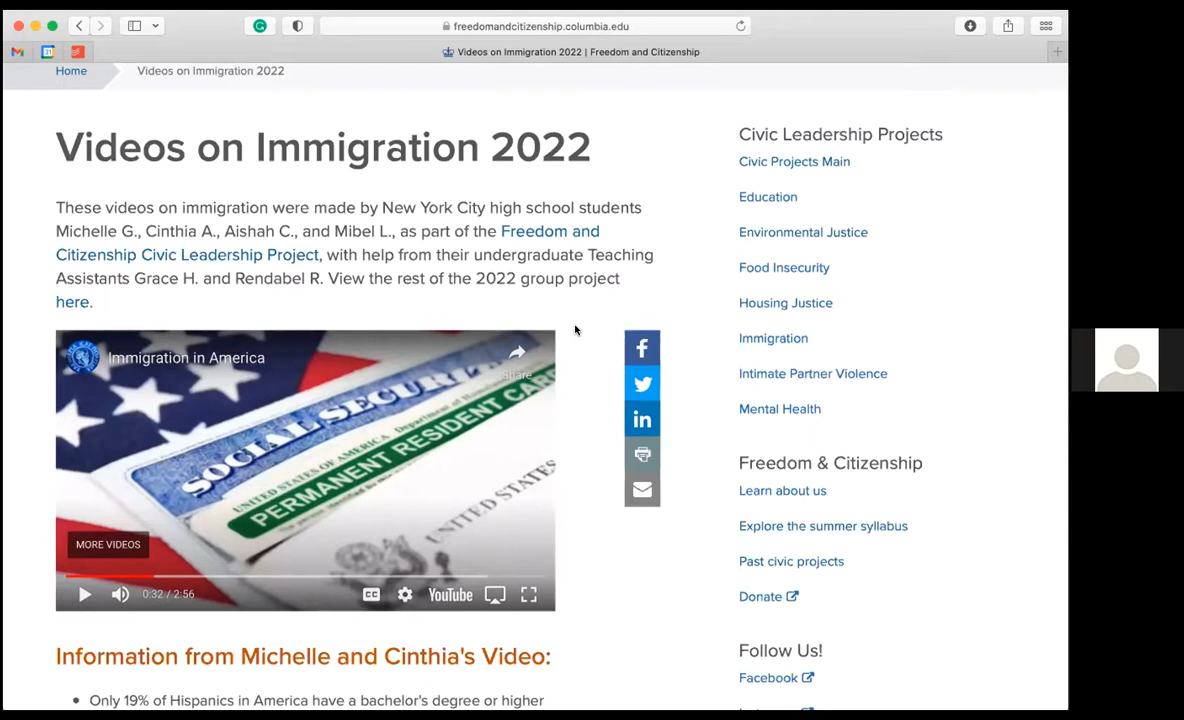 freedomandcitizenship.columbia.edu
Videos on Immigration 2022 | Freedom and Citizenship
Home
Videos on Immigration 2022
Videos on Immigration 2022
These videos on immigration were made by New York City high school students
Michelle G., Cinthia A., Aishah C., and Mibel L., as part of the Freedom and
Citizenship Civic Leadership Project, with help from their undergraduate Teaching
Assistants Grace H. and Rendabel R. View the rest of the 2022 group project
here.
Immigration in America
Share
SOCIAL SECURITY
Department of
UNITED STATES OF AMERICA
PERMANENT RESIDENT CARD
UNITED STATES
MORE VIDEOS
0:32 / 2:56
CC
YouTube
Information from Michelle and Cinthia's Video:
• Only 19% of Hispanics in America have a bachelor's degree or higher
Civic Leadership Projects
Civic Projects Main
Education
Environmental Justice
Food Insecurity
Housing Justice
Immigration
Intimate Partner Violence
Mental Health
Freedom & Citizenship
Learn about us
Explore the summer syllabus
Past civic projects
Donate
Follow Us!
Facebook